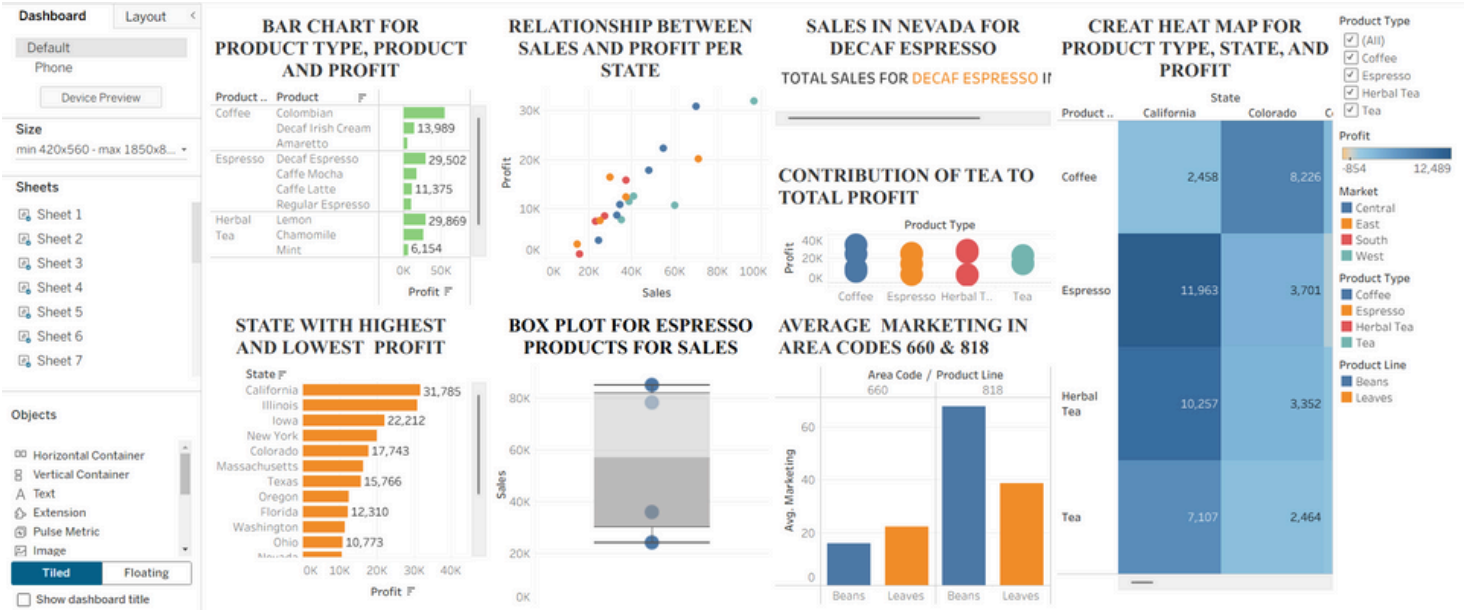 Dashboard
Layout
<
Default
Phone
Device Preview
Size
min 420x560 - max 1850x8...
Sheets
Sheet 1
Sheet 2
Sheet 3
Sheet 4
Sheet 5
Sheet 6
Sheet 7
Objects
Horizontal Container
Vertical Container
Text
Extension
Pulse Metric
Image
Tiled
Floating
Show dashboard title
BAR CHART FOR
PRODUCT TYPE, PRODUCT
AND PROFIT
Product .. Product
Coffee Colombian
Decaf Irish Cream 13,989
Amaretto
Espresso Decaf Espresso 29,502
Caffe Mocha
Caffe Latte 11,375
Regular Espresso
Herbal Lemon 29,869
Tea Chamomile
Mint 6,154
0K 50K
Profit
RELATIONSHIP BETWEEN
SALES AND PROFIT PER
STATE
30K
20K
10K
0K
Profit
0K 20K 40K 60K 80K 100K
Sales
SALES IN NEVADA FOR
DECAF ESPRESSO
TOTAL SALES FOR DECAF ESPRESSO IN
CONTRIBUTION OF TEA TO
TOTAL PROFIT
Product Type
40K
20K
0K
Profit
Coffee Espresso Herbal T.. Tea
STATE WITH HIGHEST
AND LOWEST PROFIT
State
California 31,785
Illinois
Iowa 22,212
New York
Colorado 17,743
Massachusetts
Texas 15,766
Oregon
Florida 12,310
Washington
Ohio 10,773
Nevada
0K 10K 20K 30K 40K
Profit
BOX PLOT FOR ESPRESSO
PRODUCTS FOR SALES
80K
60K
40K
20K
0K
Sales
AVERAGE MARKETING IN
AREA CODES 660 & 818
Area Code / Product Line
660 818
60
40
20
0
Avg. Marketing
Beans Leaves Beans Leaves
CREAT HEAT MAP FOR
PRODUCT TYPE, STATE, AND
PROFIT
State
Product .. California Colorado C
Coffee 2,458 8,226
Espresso 11,963 3,701
Herbal 10,257 3,352
Tea
Tea 7,107 2,464
Product Type
(All)
Coffee
Espresso
Herbal Tea
Tea
Profit
-854 12,489
Market
Central
East
South
West
Product Type
Coffee
Espresso
Herbal Tea
Tea
Product Line
Beans
Leaves